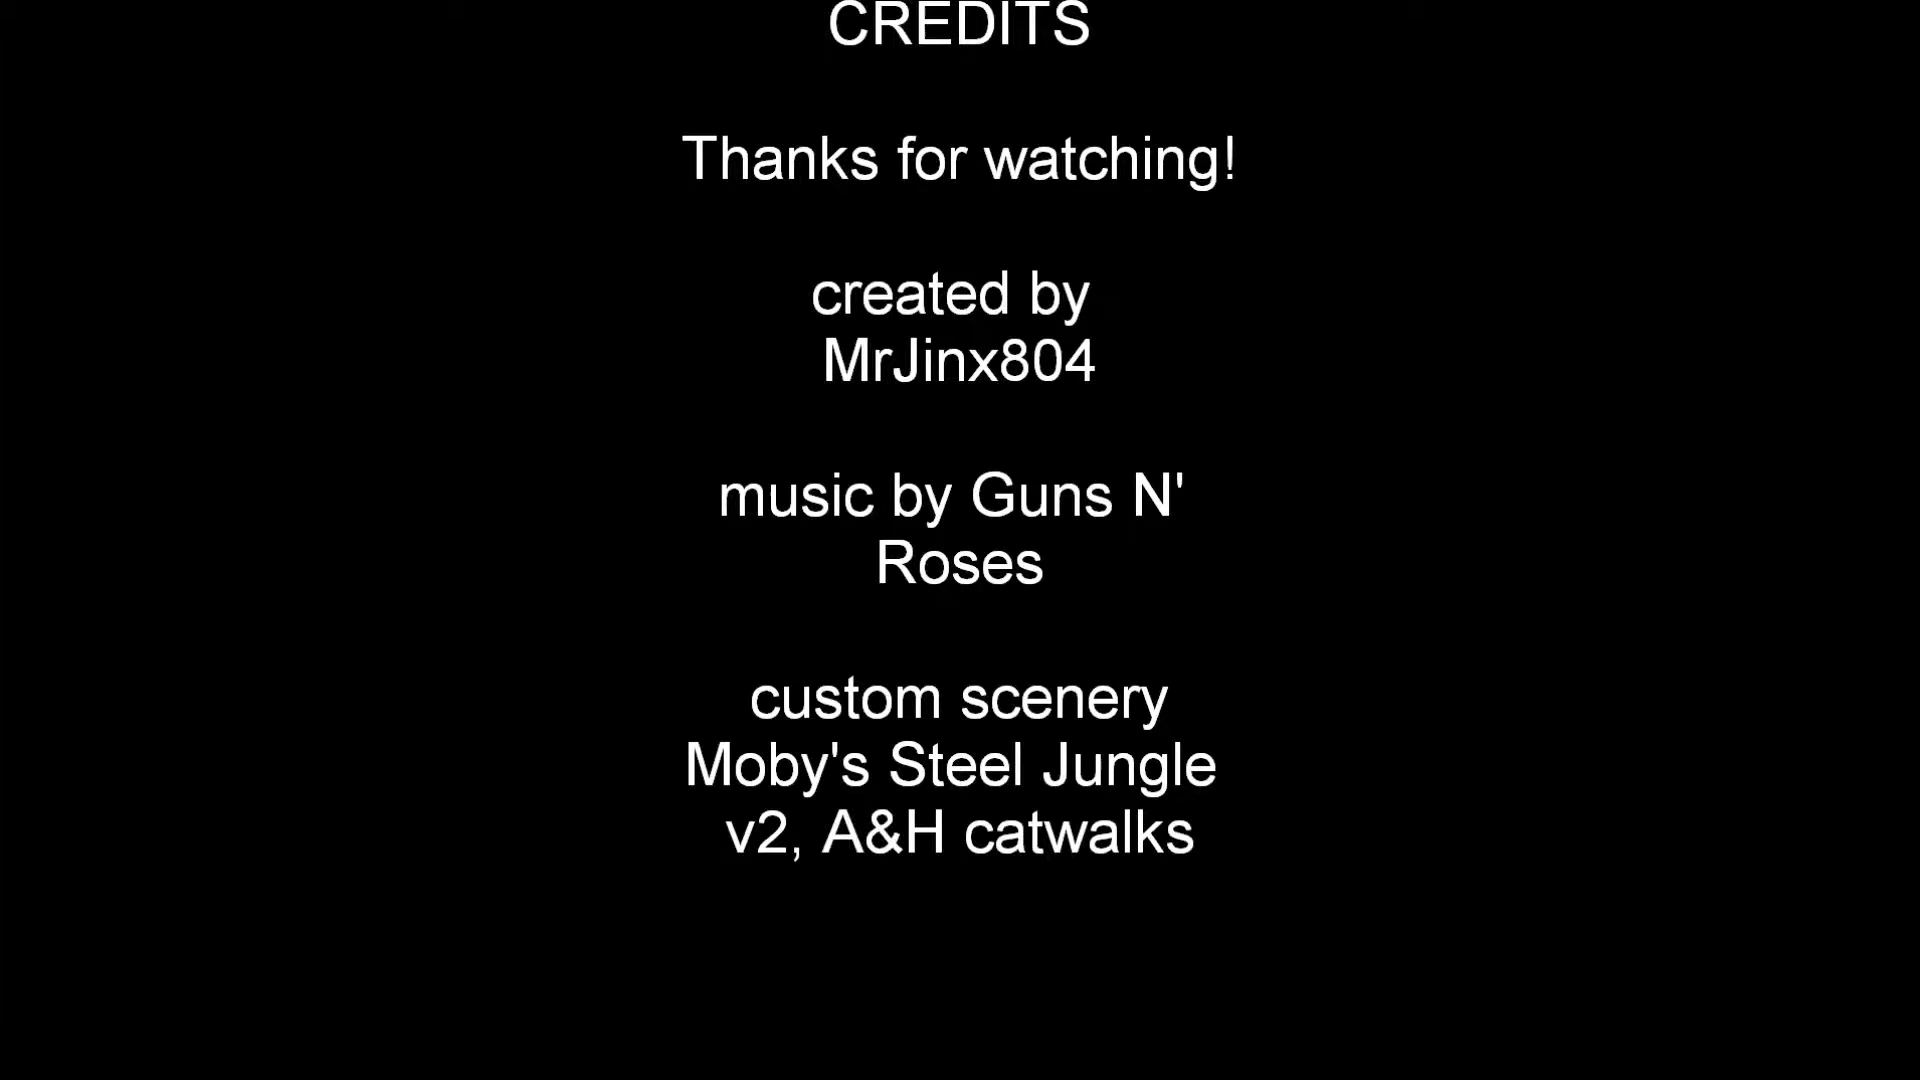 CREDITS
Thanks for watching!
created by
MrJinx804
music by Guns N'
Roses
custom scenery
Moby's Steel Jungle
v2, A&H catwalks